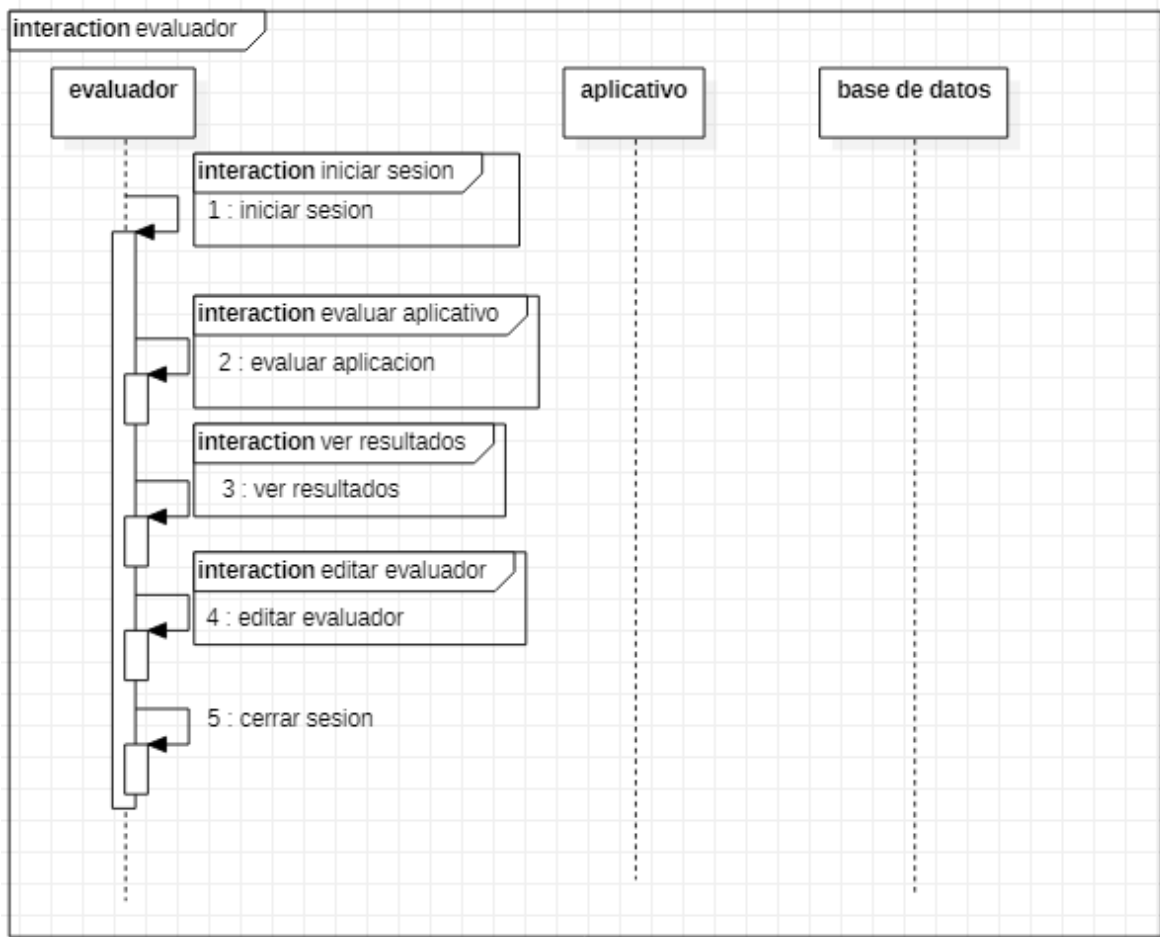 interaction evaluador
evaluador
aplicativo
base de datos
interaction iniciar sesion
1 : iniciar sesion
interaction evaluar aplicativo
2 : evaluar aplicacion
interaction ver resultados
3 : ver resultados
interaction editar evaluador
4 : editar evaluador
5 : cerrar sesion